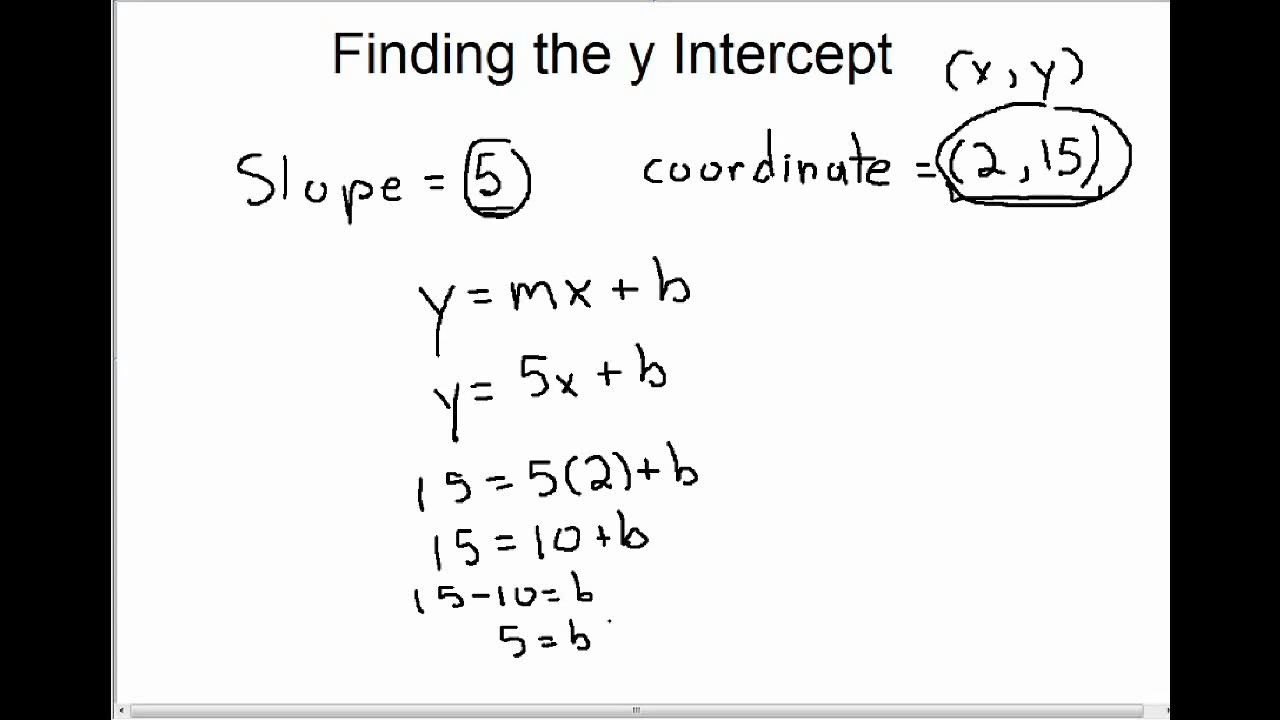 Finding the y Intercept
(x, y)
Slope = 5
coordinate = (2, 15)
y = mx + b
y = 5x + b
15 = 5(2) + b
15 = 10 + b
15 - 10 = b
5 = b